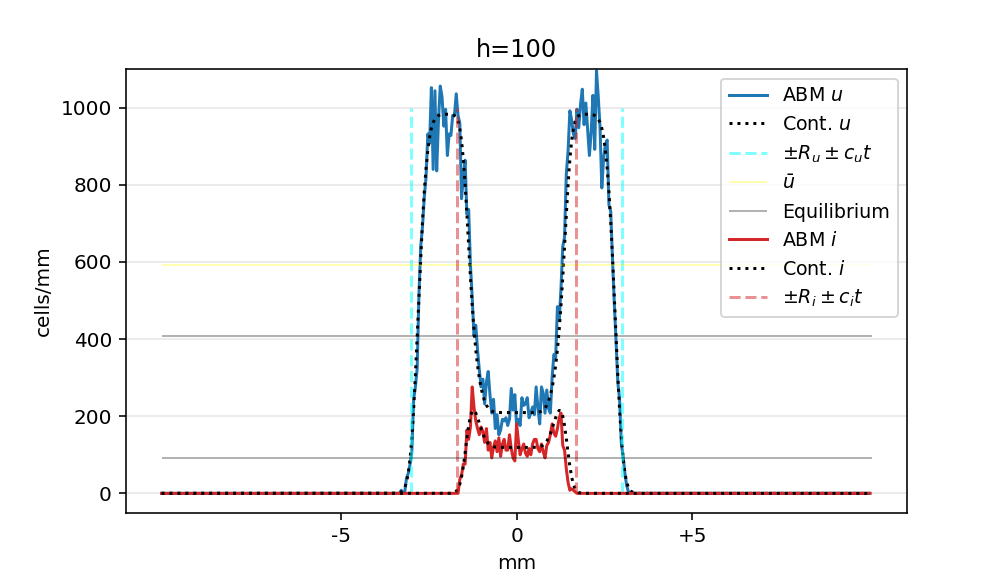 h=100
1000
800
600
400
200
0
cells/mm
-5
0
+5
mm
ABM u
Cont. u
±R_u ± c_u t
ū
Equilibrium
ABM i
Cont. i
±R_i ± c_i t